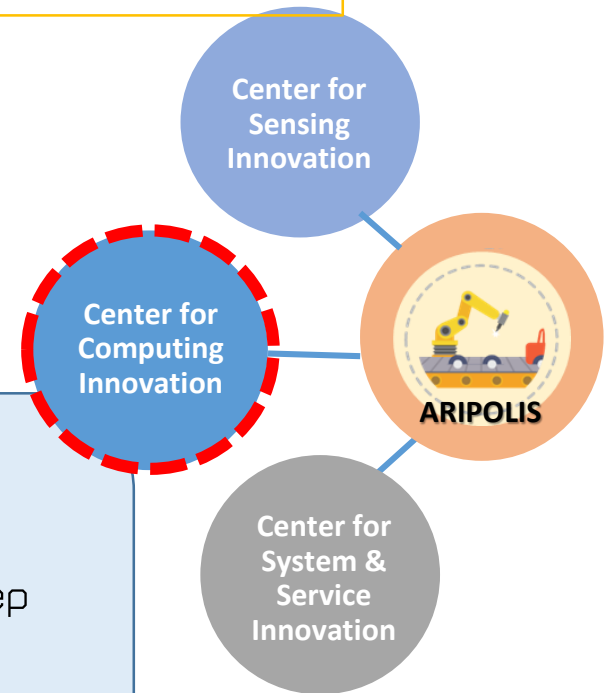 Center for
Sensing
Innovation
Center for
Computing
Innovation
ARIPOLIS
Center for
System &
Service
Innovation